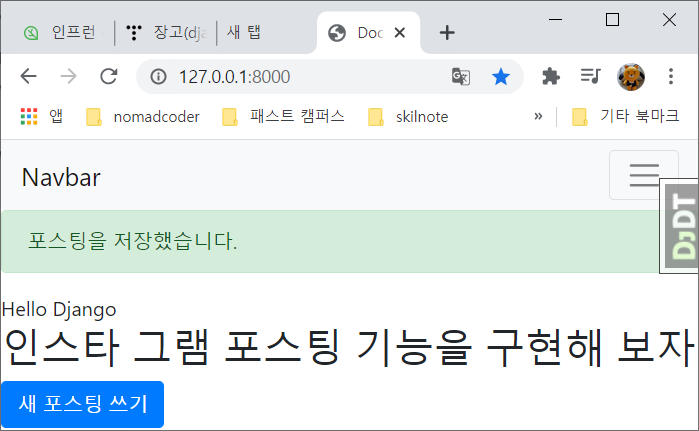 인프런
장고(dja
새 탭
Doc
127.0.0.1:8000
앱
nomadcoder
패스트 캠퍼스
skilnote
»
기타 북마크
Navbar
포스팅을 저장했습니다.
DJDT
Hello Django
인스타 그램 포스팅 기능을 구현해 보자
새 포스팅 쓰기